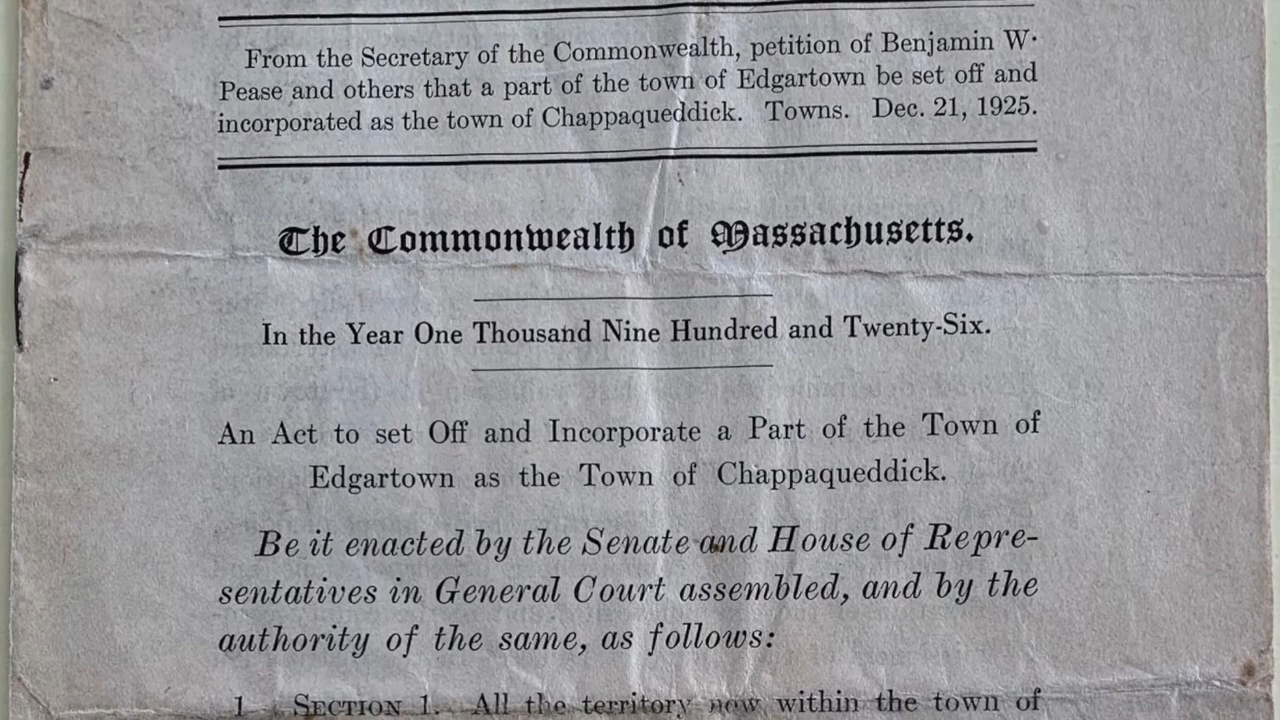 From the Secretary of the Commonwealth, petition of Benjamin W.
Pease and others that a part of the town of Edgartown be set off and
incorporated as the town of Chappaqueddick. Towns. Dec. 21, 1925.
The Commonwealth of Massachusetts.
In the Year One Thousand Nine Hundred and Twenty-Six.
An Act to set Off and Incorporate a Part of the Town of
Edgartown as the Town of Chappaqueddick.
Be it enacted by the Senate and House of Repre-
sentatives in General Court assembled, and by the
authority of the same, as follows:
1 SECTION 1. All the territory now within the town of